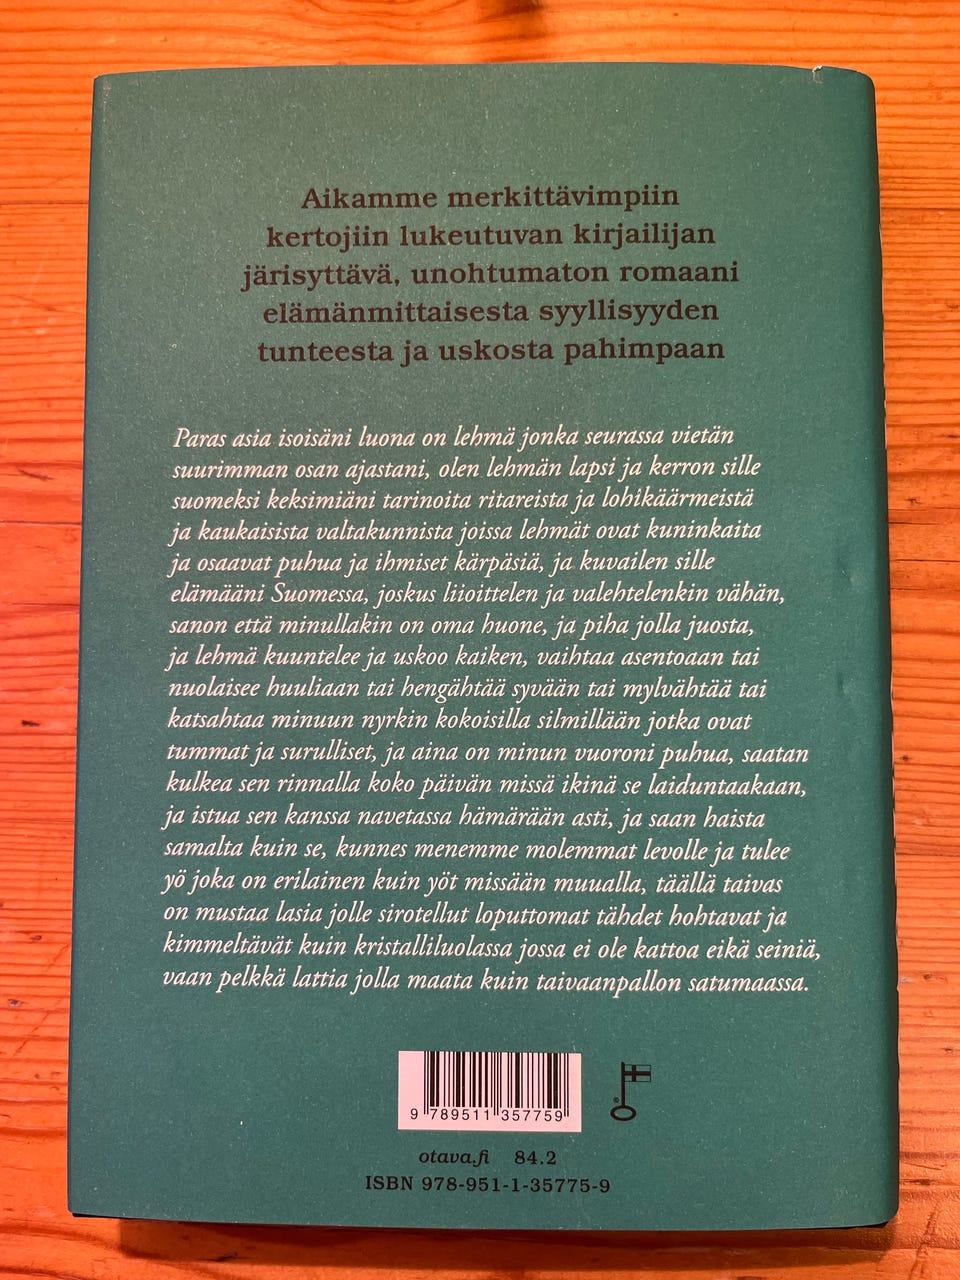 Aikamme merkittävimpiin
kertojiin lukeutuvan kirjailijan
järisyttävä, unohtumaton romaani
elämänmittaisesta syyllisyyden
tunteesta ja uskosta pahimpaan
Paras asia isoisäni luona on lehmä jonka seurassa vietän
suurimman osan ajastani, olen lehmän lapsi ja kerron sille
suomeksi keksimiäni tarinoita ritareista ja lohikäärmeistä
ja kaukaisista valtakunnista joissa lehmät ovat kuninkaita
ja osaavat puhua ja ihmiset kärpäsiä, ja kuvailen sille
elämääni Suomessa, joskus liioittelen ja valehtelenkin vähän,
sanon että minullakin on oma huone, ja piha jolla juosta,
ja lehmä kuuntelee ja uskoo kaiken, vaihtaa asentoaan tai
nuolaisee huuliaan tai hengähtää syvään tai mylvähtää tai
katsahtaa minuun nyrkin kokoisilla silmillään jotka ovat
tummat ja surulliset, ja aina on minun vuoroni puhua, saatan
kulkea sen rinnalla koko päivän missä ikinä se laiduntaakaan,
ja istua sen kanssa navetassa hämärään asti, ja saan haista
samalta kuin se, kunnes menemme molemmat levolle ja tulee
yö joka on erilainen kuin yöt missään muualla, täällä taivas
on mustaa lasia jolle sirotellut loputtomat tähdet hohtavat ja
kimmeltävät kuin kristalliluolassa jossa ei ole kattoa eikä seiniä,
vaan pelkkä lattia jolla maata kuin taivaanpallon satumaassa.
9 789511 357759
®
otava.fi 84.2
ISBN 978-951-1-35775-9